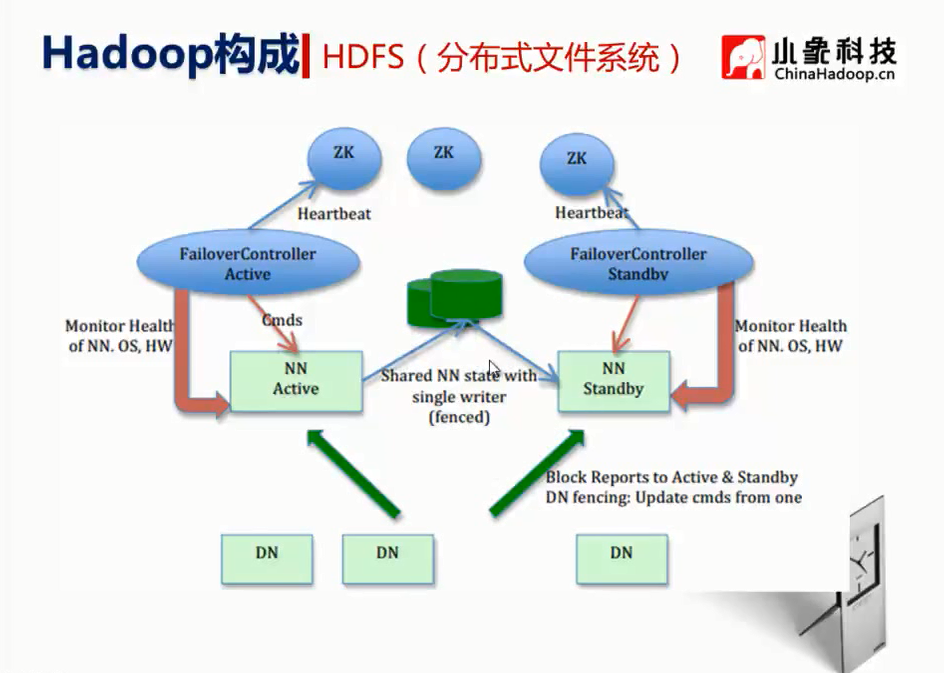 Hadoop构成 HDFS（分布式文件系统）
小象科技
ChinaHadoop.cn
ZK
ZK
ZK
Heartbeat
Heartbeat
FailoverController
Active
FailoverController
Standby
Cmds
Monitor Health
of NN. OS, HW
Monitor Health
of NN. OS, HW
NN
Active
Shared NN state with
single writer
(fenced)
NN
Standby
Block Reports to Active & Standby
DN fencing: Update cmds from one
DN
DN
DN